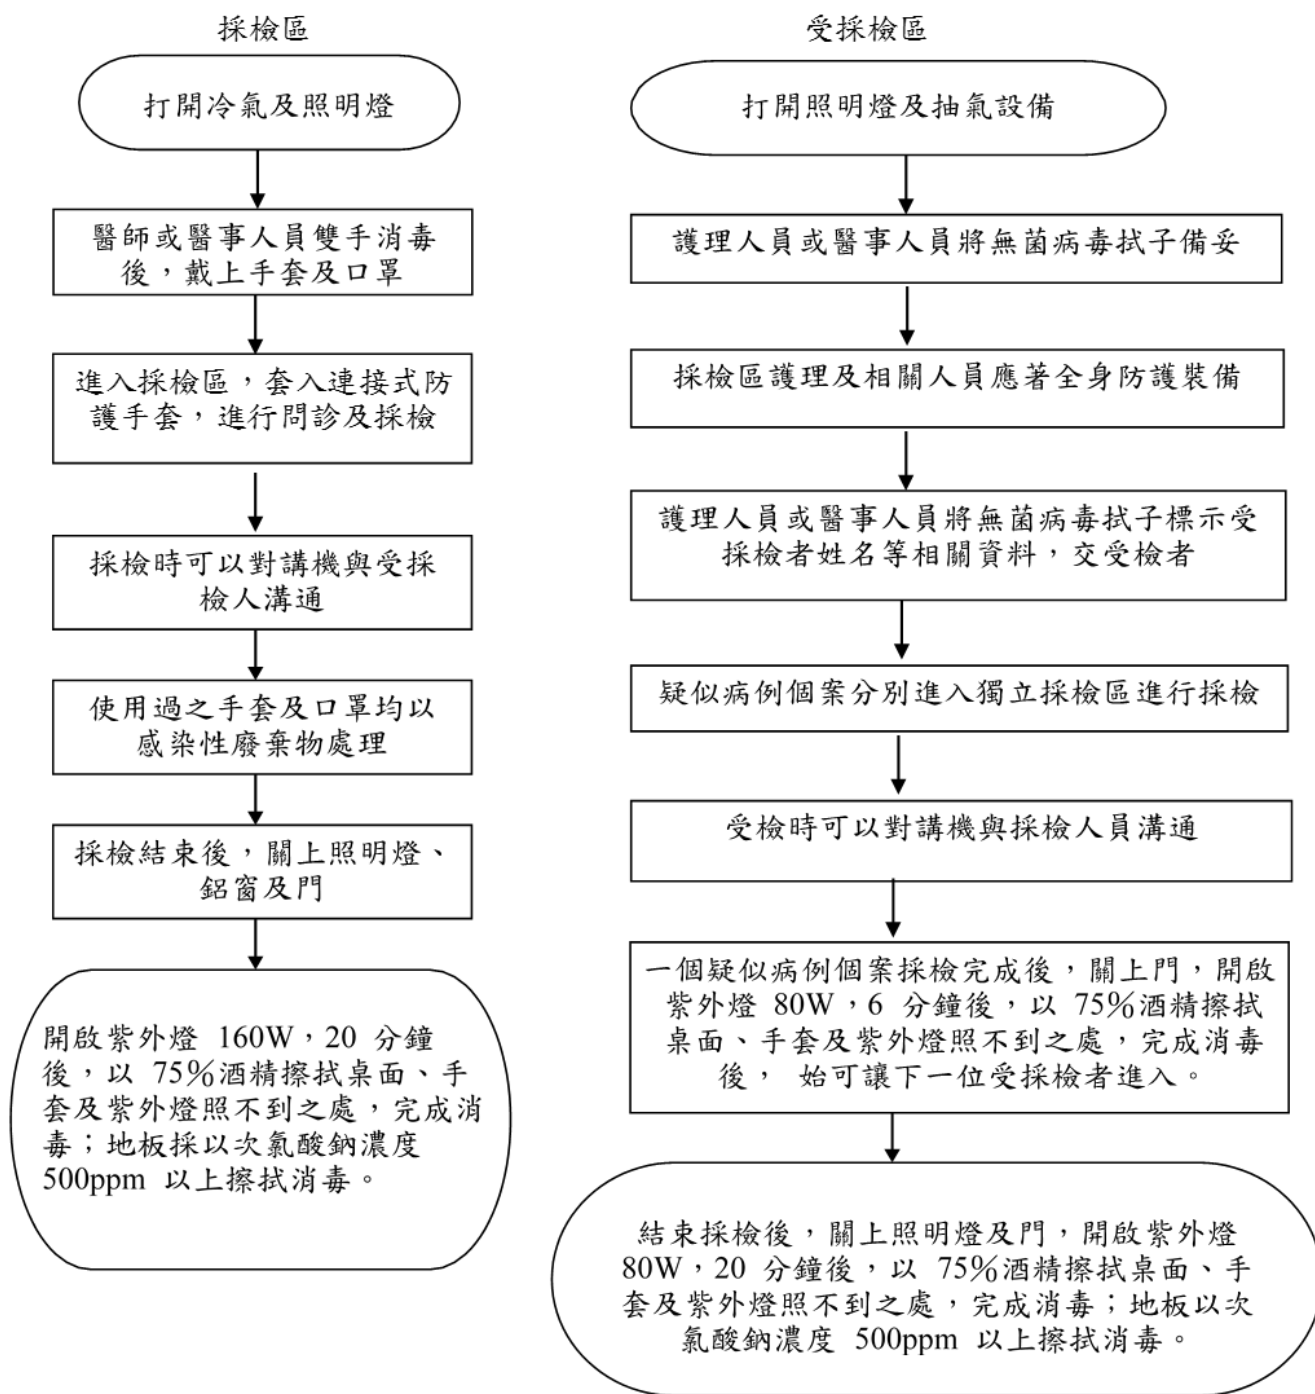 採檢區
打開冷氣及照明燈
醫師或醫事人員雙手消毒
後，戴上手套及口罩
進入採檢區，套入連接式防
護手套，進行問診及採檢
採檢時可以對講機與受採
檢人溝通
使用過之手套及口罩均以
感染性廢棄物處理
採檢結束後，關上照明燈、
鋁窗及門
開啟紫外燈 160W，20 分鐘
後，以 75%酒精擦拭桌面、手
套及紫外燈照不到之處，完成消
毒；地板採以次氯酸鈉濃度
500ppm 以上擦拭消毒。
受採檢區
打開照明燈及抽氣設備
護理人員或醫事人員將無菌病毒拭子備妥
採檢區護理及相關人員應著全身防護裝備
護理人員或醫事人員將無菌病毒拭子標示受
採檢者姓名等相關資料，交受檢者
疑似病例個案分別進入獨立採檢區進行採檢
受檢時可以對講機與採檢人員溝通
一個疑似病例個案採檢完成後，關上門，開啟
紫外燈 80W，6 分鐘後，以 75%酒精擦拭
桌面、手套及紫外燈照不到之處，完成消毒
後， 始可讓下一位受採檢者進入。
結束採檢後，關上照明燈及門，開啟紫外燈
80W，20 分鐘後，以 75%酒精擦拭桌面、手
套及紫外燈照不到之處，完成消毒；地板以次
氯酸鈉濃度 500ppm 以上擦拭消毒。